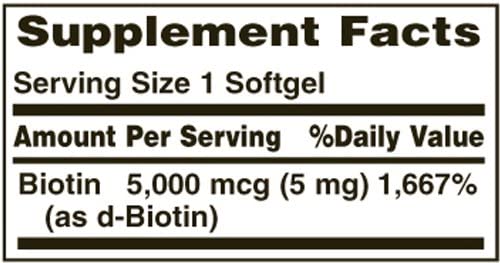 Supplement Facts
Serving Size 1 Softgel
Amount Per Serving %Daily Value
Biotin 5,000 mcg (5 mg) 1,667%
(as d-Biotin)